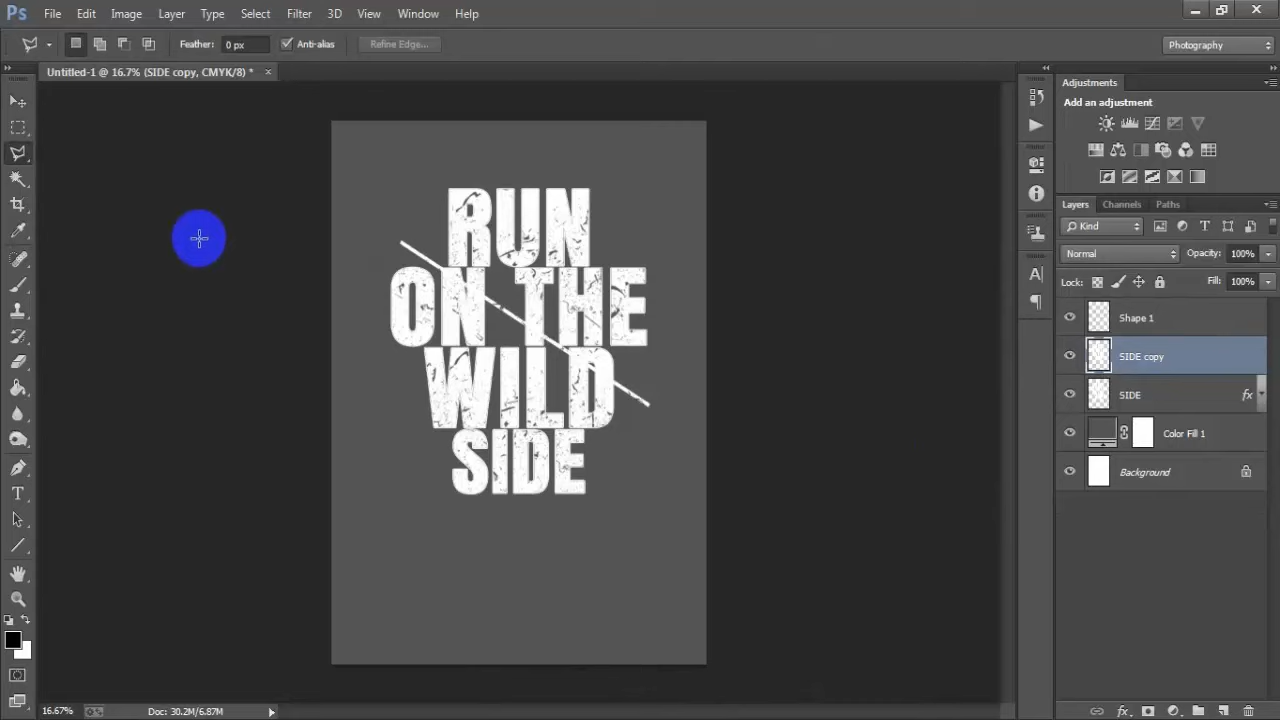 Ps File Edit Image Layer Type Select Filter 3D View Window Help
Feather: 0 px Anti-alias Refine Edge... Photography
Untitled-1 @ 16.7% (SIDE copy, CMYK/8) * ×
Adjustments
Add an adjustment
Layers Channels Paths
Kind
Normal Opacity: 100%
Lock: Fill: 100%
Shape 1
SIDE copy
SIDE fx
Color Fill 1
Background
RUN
ON THE
WILD
SIDE
16.67% Doc: 30.2M/6.87M